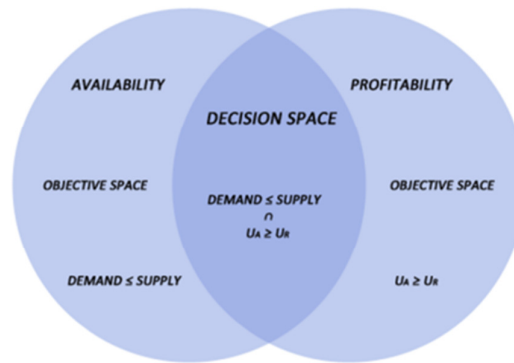 AVAILABILITY
OBJECTIVE SPACE
DEMAND ≤ SUPPLY
DECISION SPACE
DEMAND ≤ SUPPLY
∩
UA ≥ UR
PROFITABILITY
OBJECTIVE SPACE
UA ≥ UR